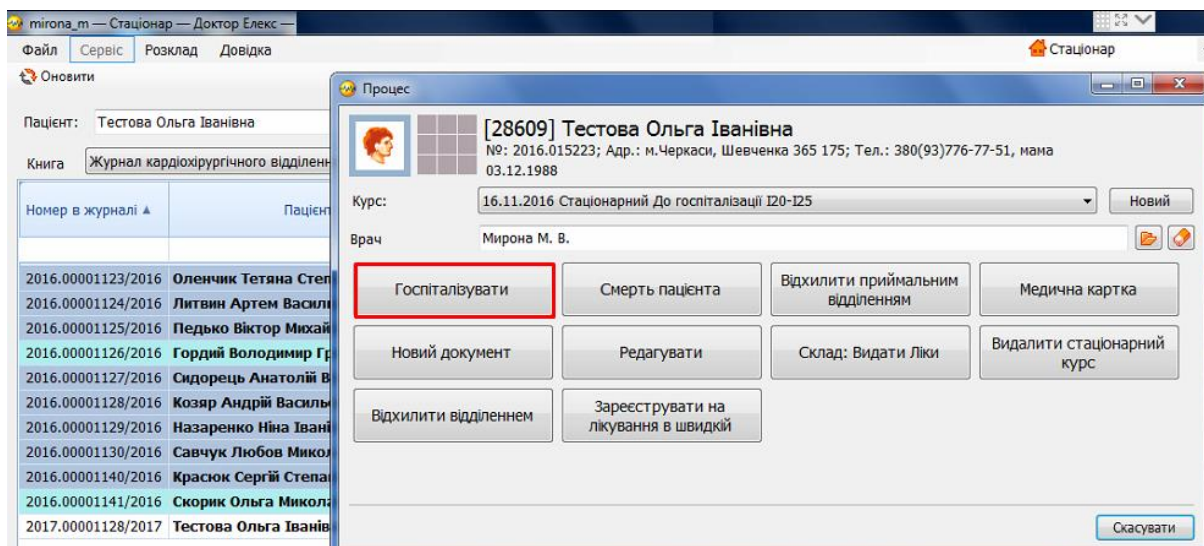 mirona_m — Стаціонар — Доктор Елекс —
Файл Сервіс Розклад Довідка
Стаціонар
Оновити
Пацієнт: Тестова Ольга Іванівна
Книга Журнал кардіохірургічного відділенн
Номер в журналі Пацієнт
2016.00001123/2016 Оленчик Тетяна Степ
2016.00001124/2016 Литвин Артем Васил
2016.00001125/2016 Педько Віктор Михай
2016.00001126/2016 Гордий Володимир Гр
2016.00001127/2016 Сидорець Анатолій В
2016.00001128/2016 Козяр Андрій Василь
2016.00001129/2016 Назаренко Ніна Івані
2016.00001130/2016 Савчук Любов Микол
2016.00001140/2016 Красюк Сергій Степа
2016.00001141/2016 Скорик Ольга Микола
2017.00001128/2017 Тестова Ольга Іванів
Процес
[28609] Тестова Ольга Іванівна
№: 2016.015223; Адр.: м.Черкаси, Шевченка 365 175; Тел.: 380(93)776-77-51, мама
03.12.1988
Курс: 16.11.2016 Стаціонарний До госпіталізації I20-I25 Новий
Врач Мирона М. В.
Госпіталізувати
Смерть пацієнта
Відхилити приймальним
відділенням
Медична картка
Новий документ
Редагувати
Склад: Видати Ліки
Видалити стаціонарний
курс
Відхилити відділеннем
Зареєструвати на
лікування в швидкій
Скасувати